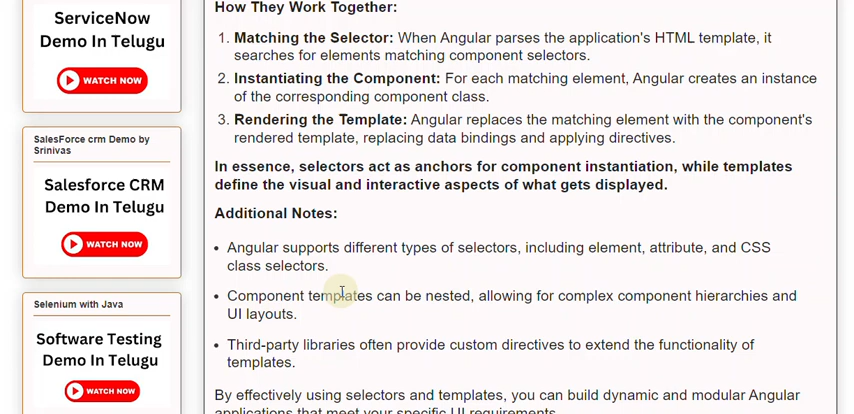 ServiceNow
Demo In Telugu
WATCH NOW
SalesForce crm Demo by
Srinivas
Salesforce CRM
Demo In Telugu
WATCH NOW
Selenium with Java
Software Testing
Demo In Telugu
WATCH NOW
How They Work Together:
1. Matching the Selector: When Angular parses the application's HTML template, it
searches for elements matching component selectors.
2. Instantiating the Component: For each matching element, Angular creates an instance
of the corresponding component class.
3. Rendering the Template: Angular replaces the matching element with the component's
rendered template, replacing data bindings and applying directives.
In essence, selectors act as anchors for component instantiation, while templates
define the visual and interactive aspects of what gets displayed.
Additional Notes:
• Angular supports different types of selectors, including element, attribute, and CSS
class selectors.
• Component templates can be nested, allowing for complex component hierarchies and
UI layouts.
• Third-party libraries often provide custom directives to extend the functionality of
templates.
By effectively using selectors and templates, you can build dynamic and modular Angular
applications that meet your specific UI requirements.